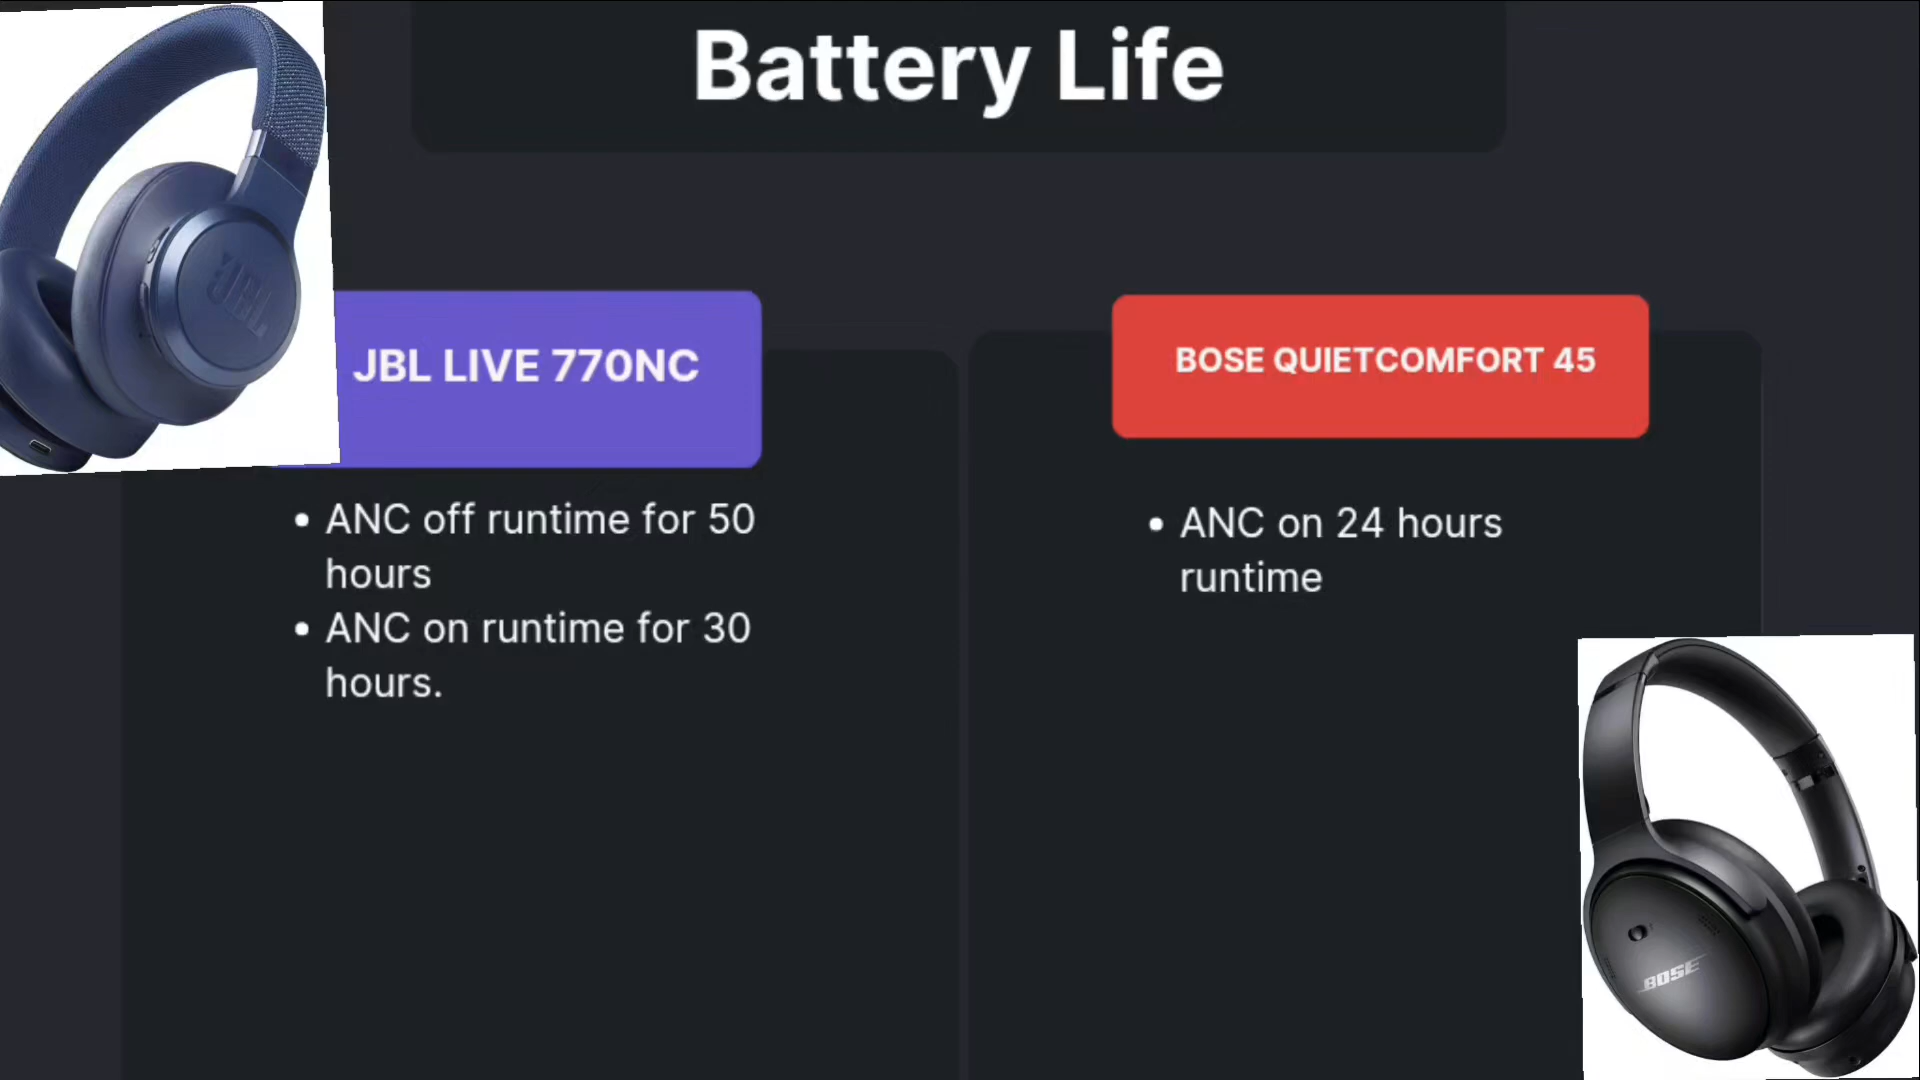 Battery Life
JBL
JBL LIVE 770NC
BOSE QUIETCOMFORT 45
• ANC off runtime for 50
hours
• ANC on runtime for 30
hours.
• ANC on 24 hours
runtime
BOSE